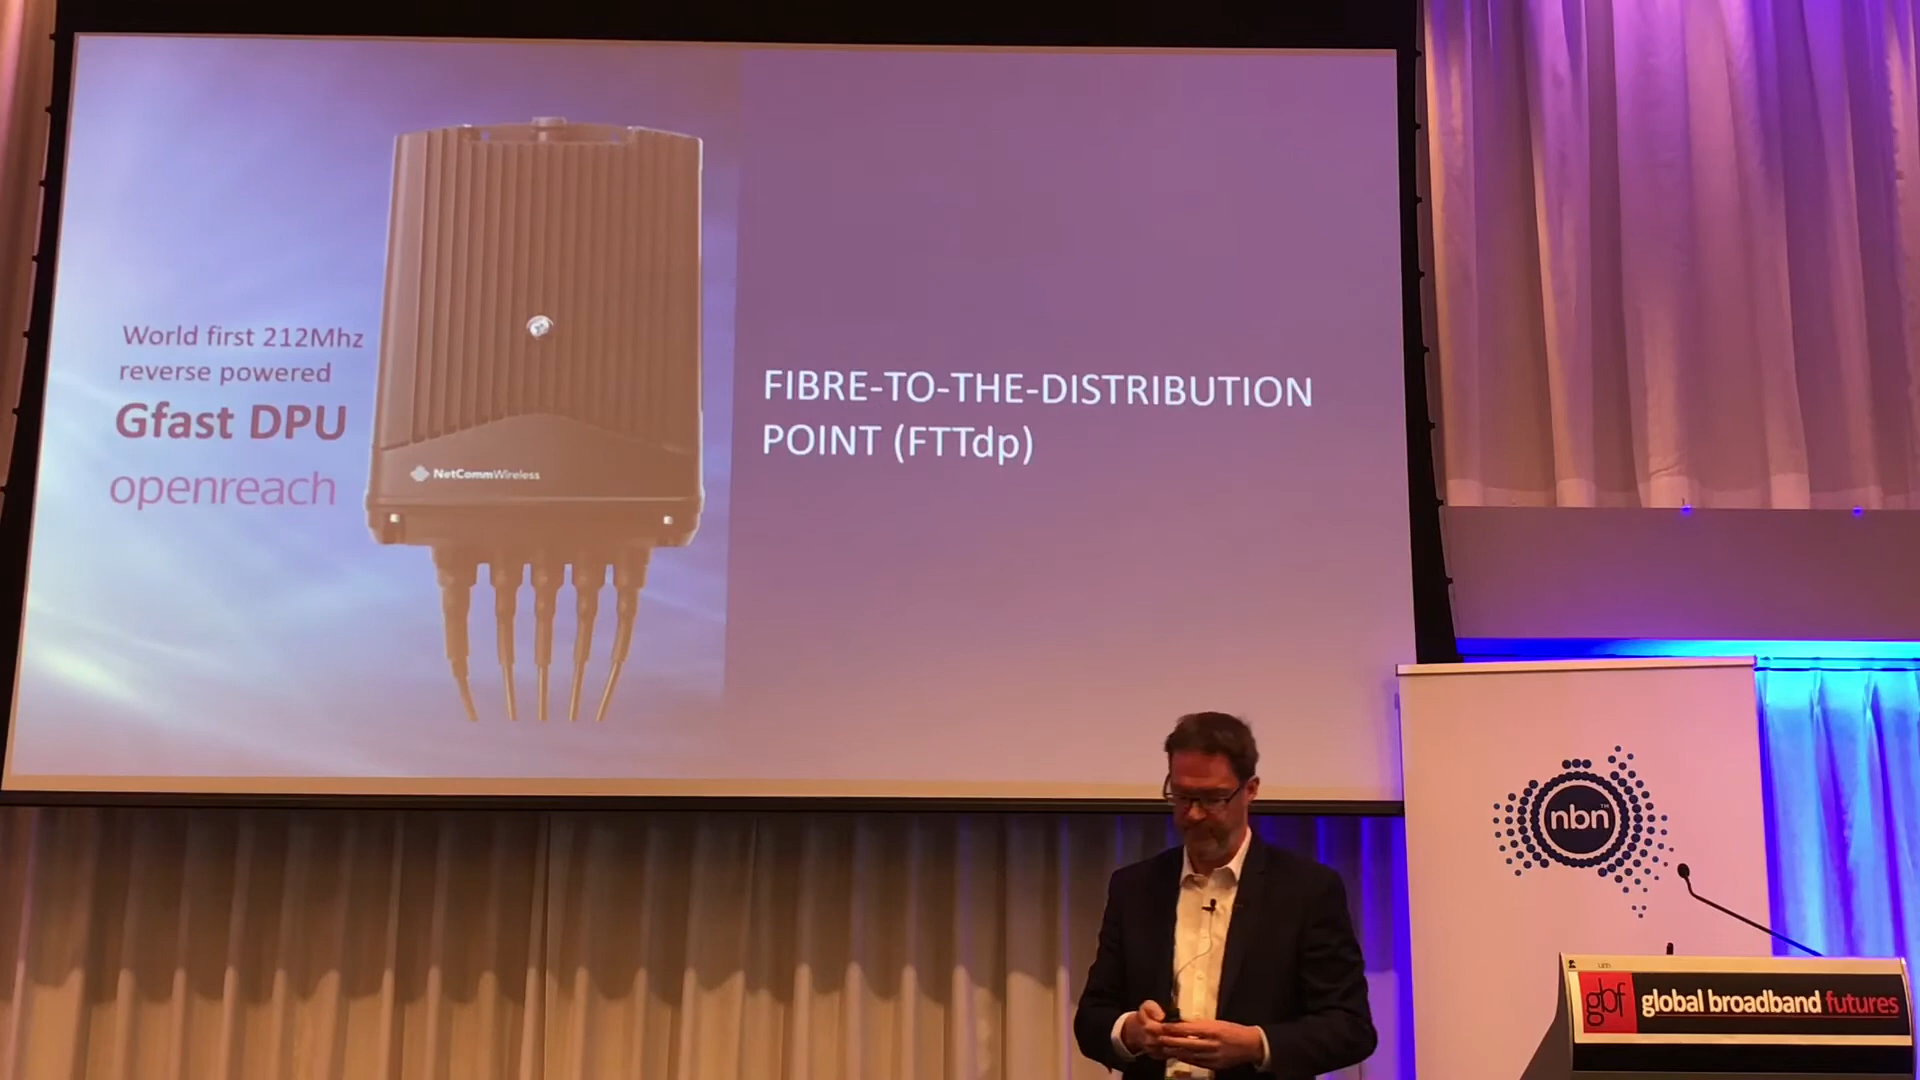 World first 212Mhz
reverse powered
Gfast DPU
openreach
NetCommWireless
FIBRE-TO-THE-DISTRIBUTION
POINT (FTTdp)
nbn™
gbf global broadband futures